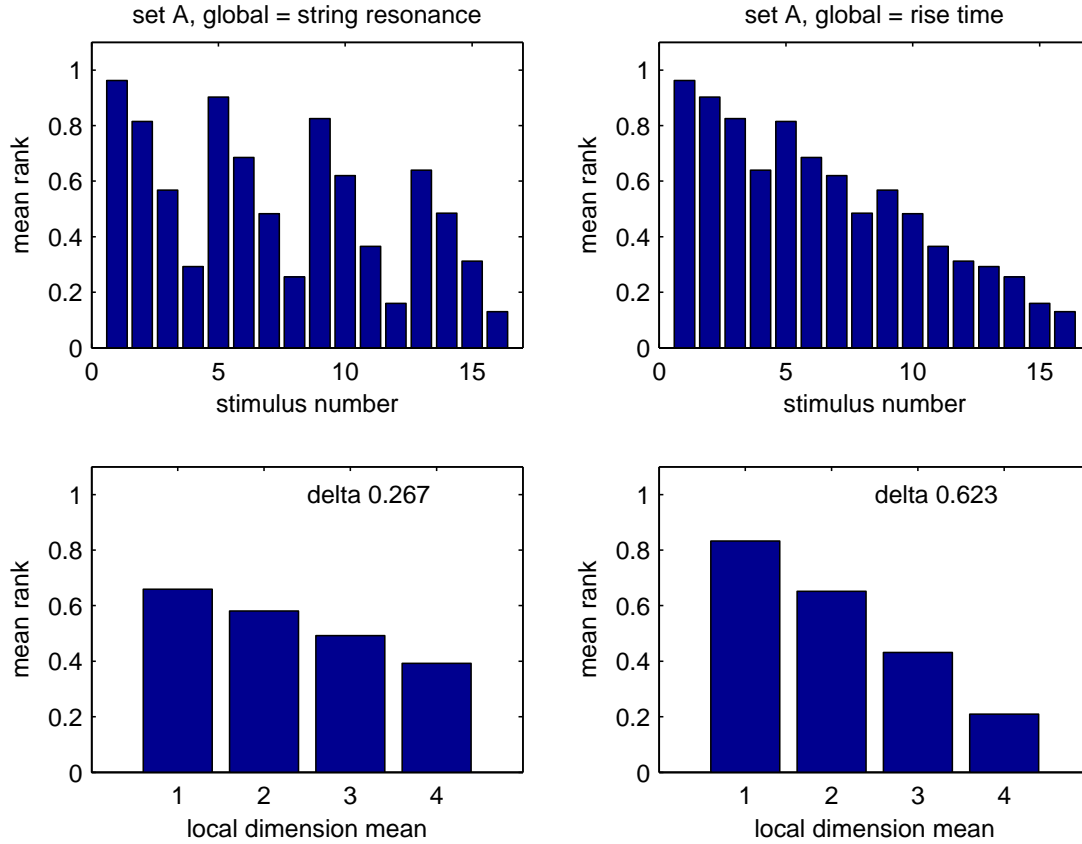 set A, global = string resonance
mean rank
1
0.8
0.6
0.4
0.2
0
0 5 10 15
stimulus number
set A, global = rise time
mean rank
1
0.8
0.6
0.4
0.2
0
0 5 10 15
stimulus number
delta 0.267
mean rank
1
0.8
0.6
0.4
0.2
0
1 2 3 4
local dimension mean
delta 0.623
mean rank
1
0.8
0.6
0.4
0.2
0
1 2 3 4
local dimension mean